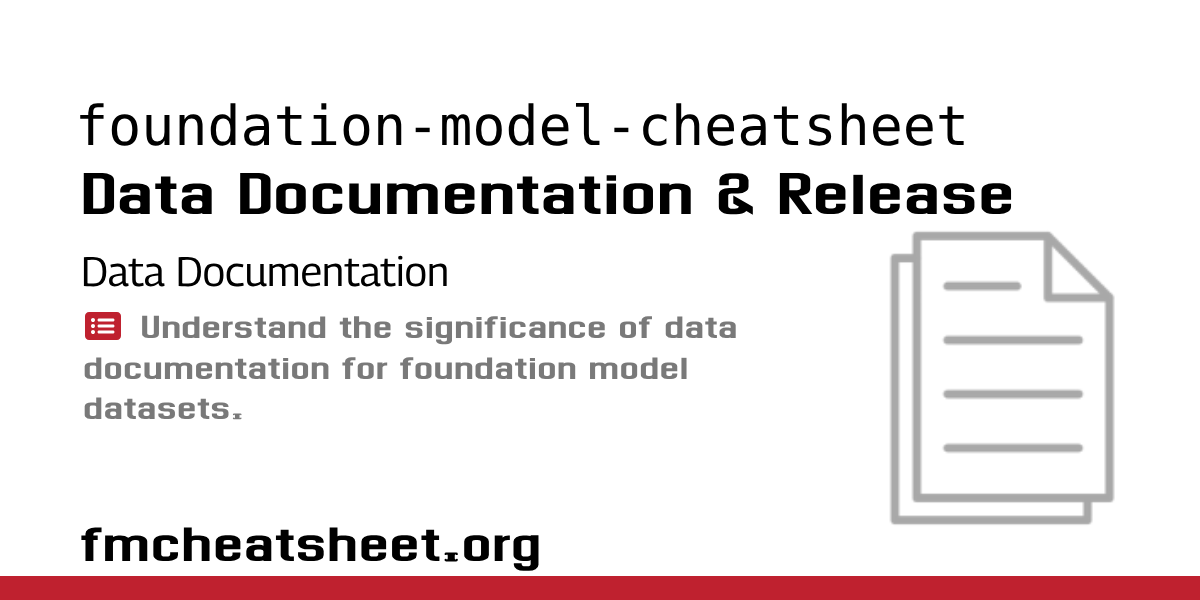 foundation-model-cheatsheet
Data Documentation & Release
Data Documentation
Understand the significance of data
documentation for foundation model
datasets.
fmcheatsheet.org